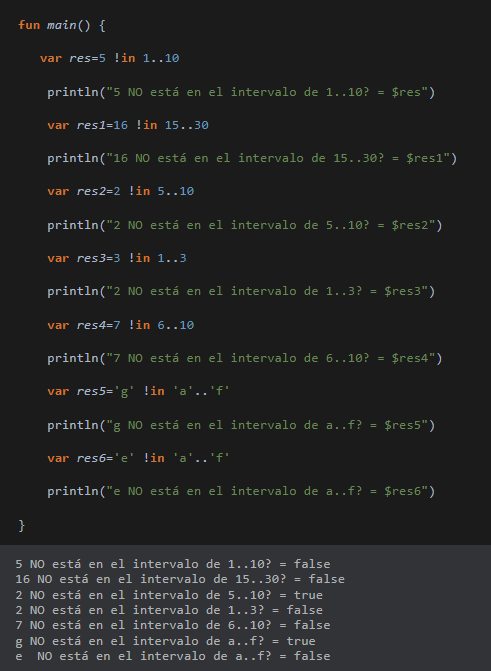 fun main() {
var res=5 !in 1..10
println("5 NO está en el intervalo de 1..10? = $res")
var res1=16 !in 15..30
println("16 NO está en el intervalo de 15..30? = $res1")
var res2=2 !in 5..10
println("2 NO está en el intervalo de 5..10? = $res2")
var res3=3 !in 1..3
println("2 NO está en el intervalo de 1..3? = $res3")
var res4=7 !in 6..10
println("7 NO está en el intervalo de 6..10? = $res4")
var res5='g' !in 'a'..'f'
println("g NO está en el intervalo de a..f? = $res5")
var res6='e' !in 'a'..'f'
println("e NO está en el intervalo de a..f? = $res6")
}
5 NO está en el intervalo de 1..10? = false
16 NO está en el intervalo de 15..30? = false
2 NO está en el intervalo de 5..10? = true
2 NO está en el intervalo de 1..3? = false
7 NO está en el intervalo de 6..10? = false
g NO está en el intervalo de a..f? = true
e  NO está en el intervalo de a..f? = false